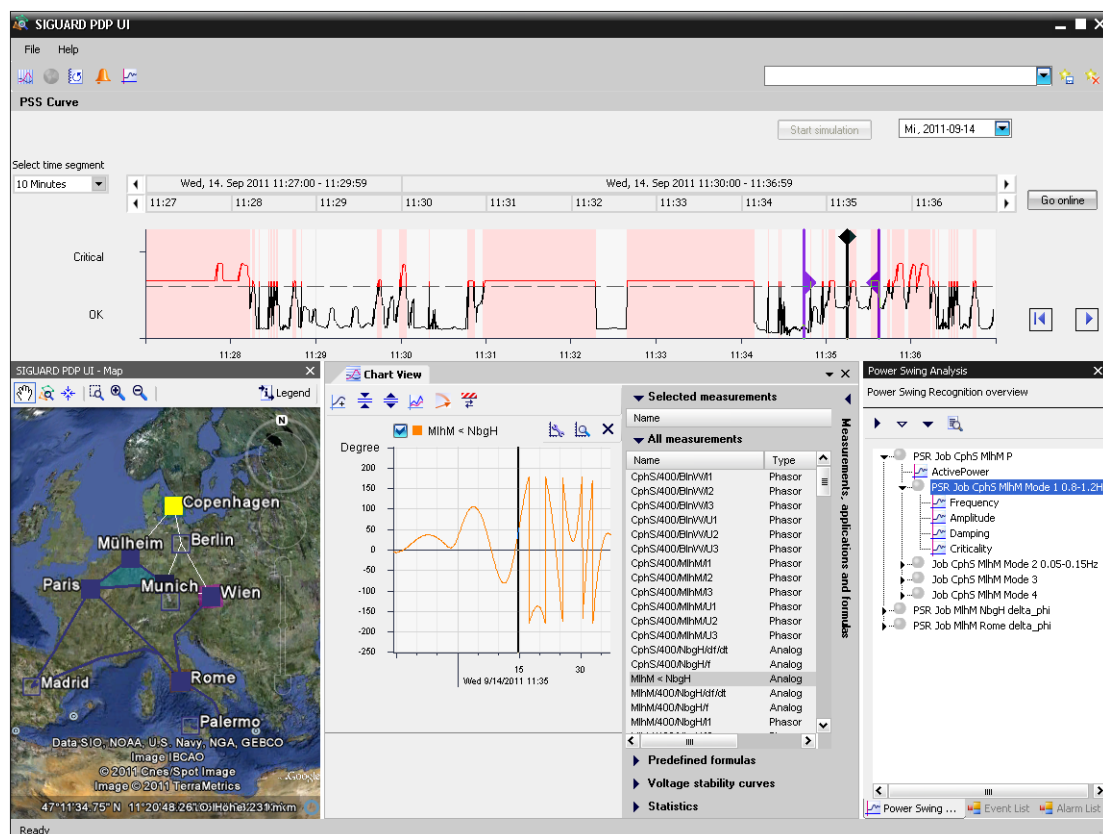 SIGUARD PDP UI
File Help
PSS Curve
Start simulation
Mi , 2011-09-14
Select time segment
10 Minutes
Wed, 14. Sep 2011 11:27:00 - 11:29:59
Wed, 14. Sep 2011 11:30:00 - 11:36:59
11:27 11:28 11:29 11:30 11:31 11:32 11:33 11:34 11:35 11:36
Go online
Critical
OK
11:28 11:29 11:30 11:31 11:32 11:33 11:34 11:35 11:36
SIGUARD PDP UI - Map
Legend
N
Copenhagen
Berlin
Mülheim
Paris
Munich
Wien
Madrid
Rome
Palermo
Data SIO, NOAA, U.S. Navy, NGA, GEBCO
Image IBCAO
© 2011 Cnes/Spot Image
Image © 2011 TerraMetrics
Google
47°11'34.75" N
Chart View
MlhM < NbgH
Degree
200
150
100
50
0
-50
-100
-150
-200
-250
15 30
Wed 9/14/2011 11:35
Selected measurements
Name
All measurements
Name Type
CphS/400/BlnW/I1 Phasor
CphS/400/BlnW/I2 Phasor
CphS/400/BlnW/I3 Phasor
CphS/400/BlnW/U1 Phasor
CphS/400/BlnW/U2 Phasor
CphS/400/BlnW/U3 Phasor
CphS/400/MlhM/I1 Phasor
CphS/400/MlhM/I2 Phasor
CphS/400/MlhM/I3 Phasor
CphS/400/MlhM/U1 Phasor
CphS/400/MlhM/U2 Phasor
CphS/400/MlhM/U3 Phasor
CphS/400/NbgH/df/dt Analog
CphS/400/NbgH/f Analog
MlhM < NbgH Analog
MlhM/400/NbgH/df/dt Analog
MlhM/400/NbgH/f Analog
MlhM/400/NbgH/I1 Phasor
Predefined formulas
Voltage stability curves
Statistics
Measurements, applications and formulas
Power Swing Analysis
Power Swing Recognition overview
PSR Job CphS MlhM P
ActivePower
PSR Job CphS MlhM Mode 1 0.8-1.2H
Frequency
Amplitude
Damping
Criticality
Job CphS MlhM Mode 2 0.05-0.15Hz
Job CphS MlhM Mode 3
Job CphS MlhM Mode 4
PSR Job MlhM NbgH delta_phi
PSR Job MlhM Rome delta_phi
Power Swing ... Event List Alarm List
Ready